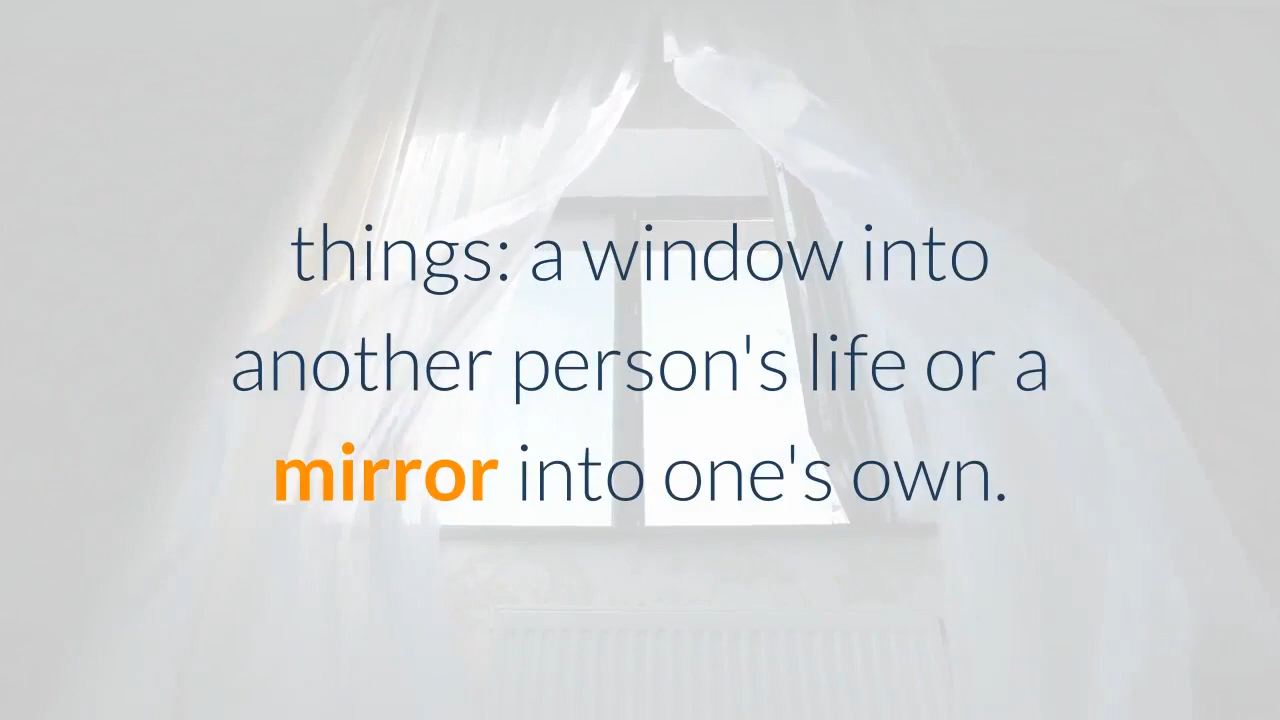 things: a window into
another person's life or a
mirror into one's own.